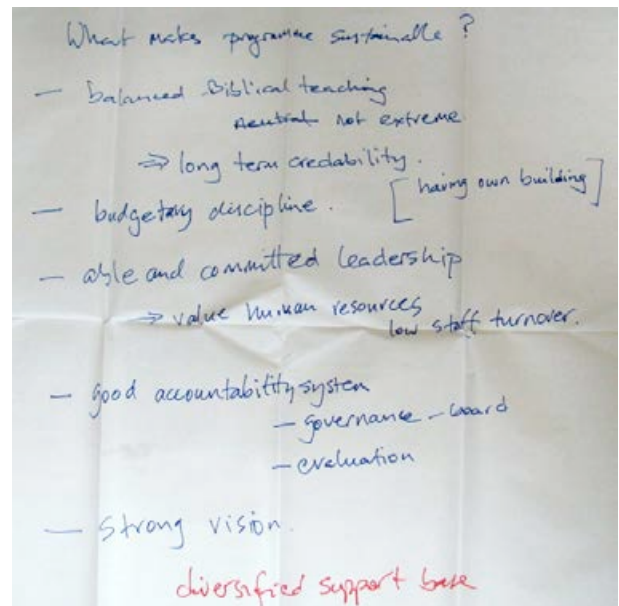 What makes programme sustainable ?
— balanced Biblical teaching
neutral not extreme
⇒ long term credability .
[having own building]
— budgetary discipline .
— able and committed leadership
⇒ value human resources
low staff turnover.
— good accountability system
— governance – board
— evaluation
— strong vision.
diversified support base